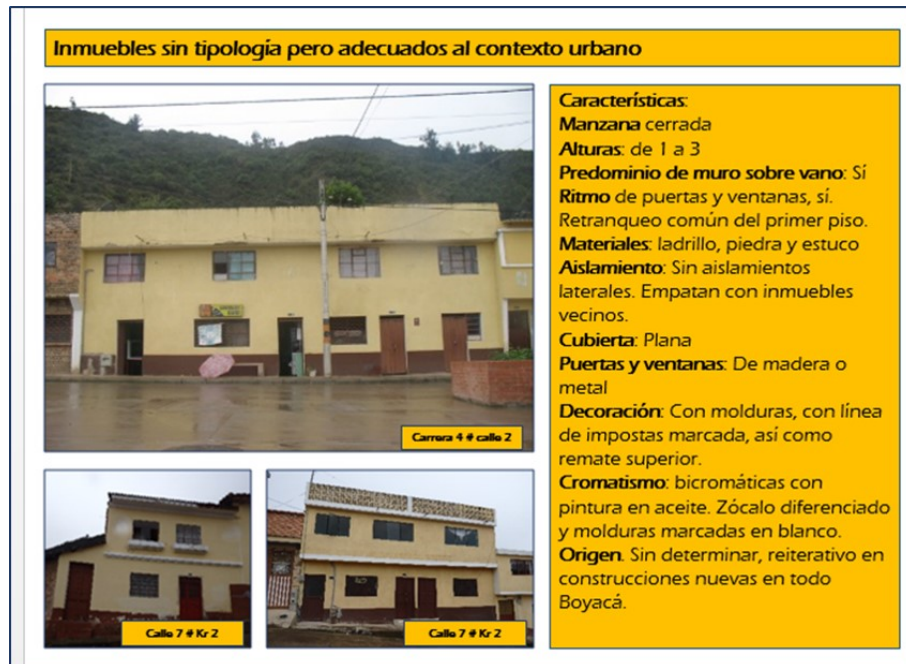 Inmuebles sin tipología pero adecuados al contexto urbano
Carrera 4 # calle 2
Calle 7 # Kr 2
Calle 7 # Kr 2
Características:
Manzana cerrada
Alturas: de 1 a 3
Predominio de muro sobre vano: Sí
Ritmo de puertas y ventanas, sí.
Retranqueo común del primer piso.
Materiales: ladrillo, piedra y estuco
Aislamiento: Sin aislamientos
laterales. Empatan con inmuebles
vecinos.
Cubierta: Plana
Puertas y ventanas: De madera o
metal
Decoración: Con molduras, con línea
de impostas marcada, así como
remate superior.
Cromatismo: bicromáticas con
pintura en aceite. Zócalo diferenciado
y molduras marcadas en blanco.
Origen. Sin determinar, reiterativo en
construcciones nuevas en todo
Boyacá.